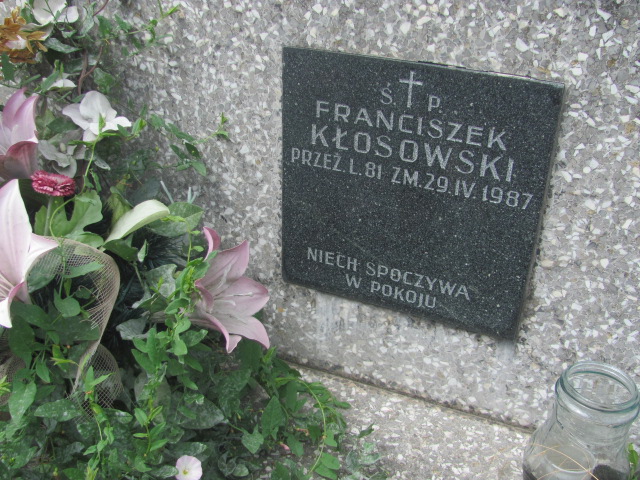 Ś. P.
FRANCISZEK
KŁOSOWSKI
PRZEŻ. L. 81 ZM. 29. IV. 1987
NIECH SPOCZYWA
W POKOJU